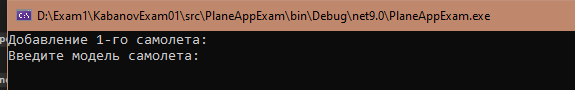 D:\Exam1\KabanovExam01\src\PlaneAppExam\bin\Debug\net9.0\PlaneAppExam.exe
Добавление 1-го самолета:
Введите модель самолета: